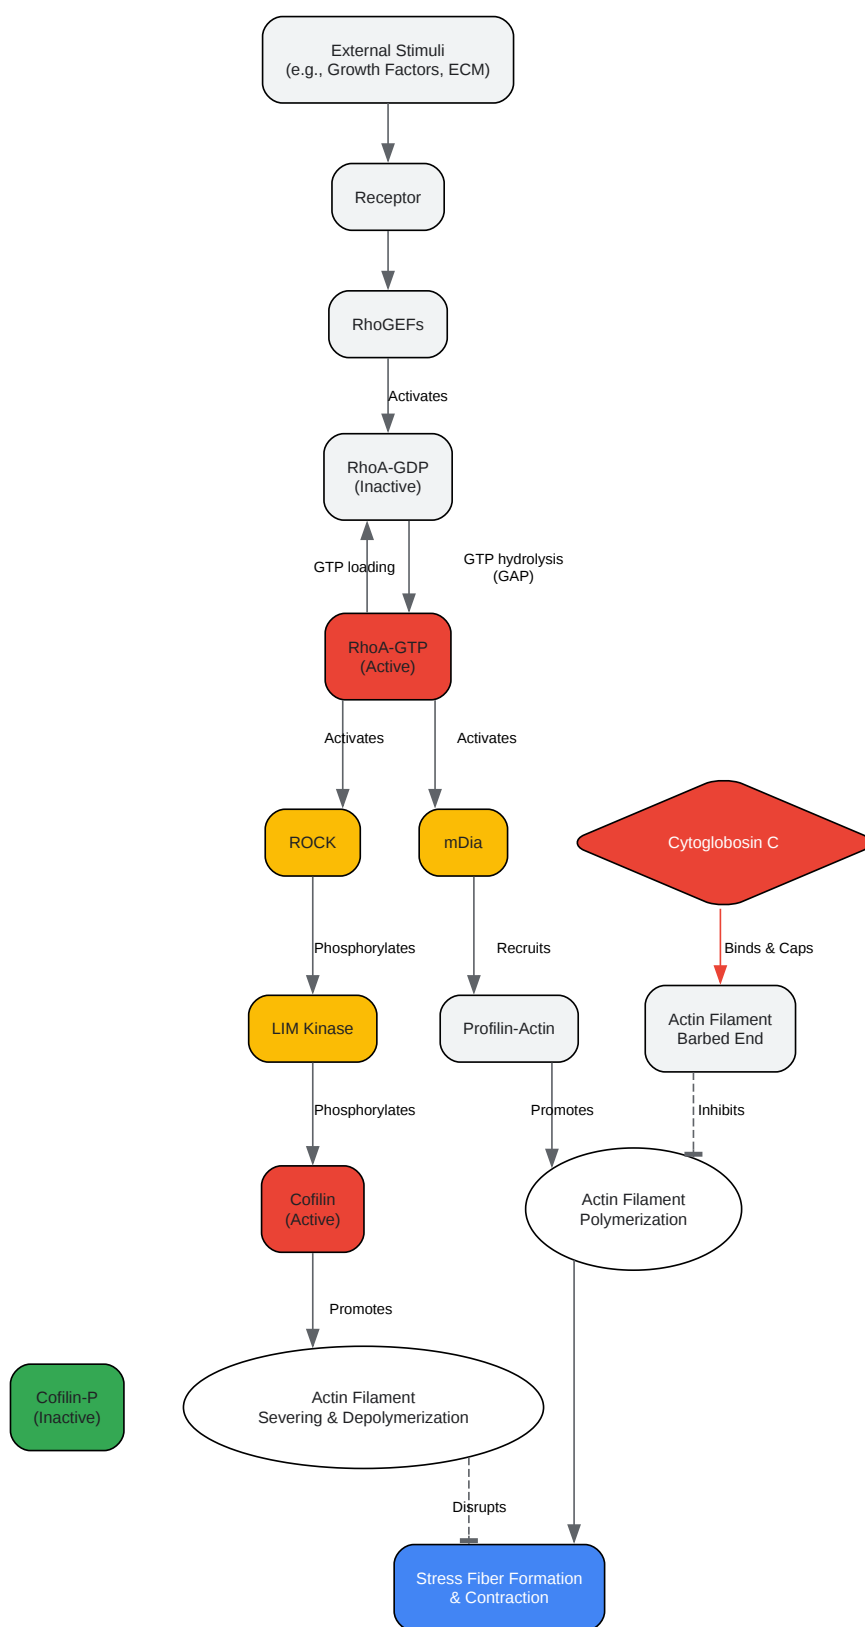 External Stimuli
(e.g., Growth Factors, ECM)
Receptor
RhoGEFs
Activates
RhoA-GDP
(Inactive)
GTP loading
GTP hydrolysis
(GAP)
RhoA-GTP
(Active)
Activates
Activates
ROCK
mDia
Cytoglobosin C
Phosphorylates
Recruits
Binds & Caps
LIM Kinase
Profilin-Actin
Actin Filament
Barbed End
Phosphorylates
Promotes
Inhibits
Cofilin
(Active)
Actin Filament
Polymerization
Promotes
Cofilin-P
(Inactive)
Actin Filament
Severing & Depolymerization
Disrupts
Stress Fiber Formation
& Contraction